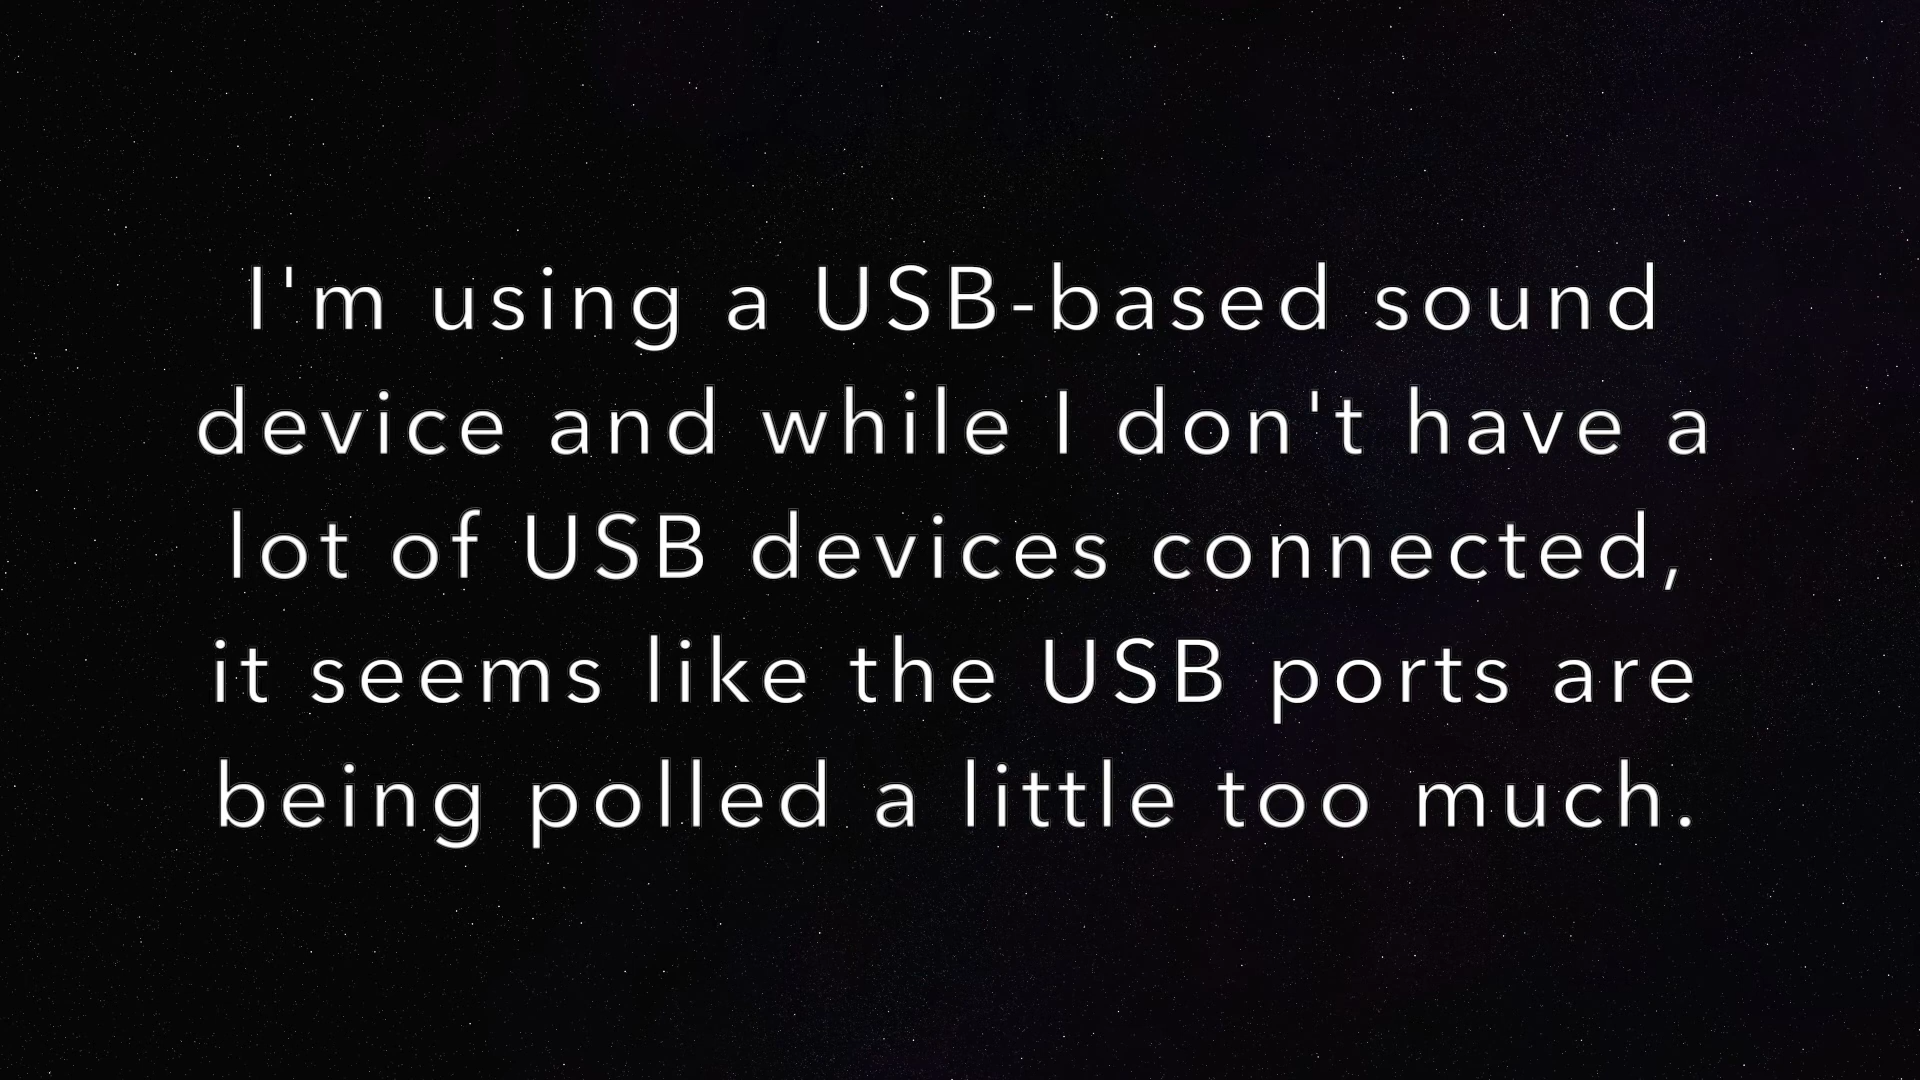 I'm using a USB-based sound
device and while I don't have a
lot of USB devices connected,
it seems like the USB ports are
being polled a little too much.